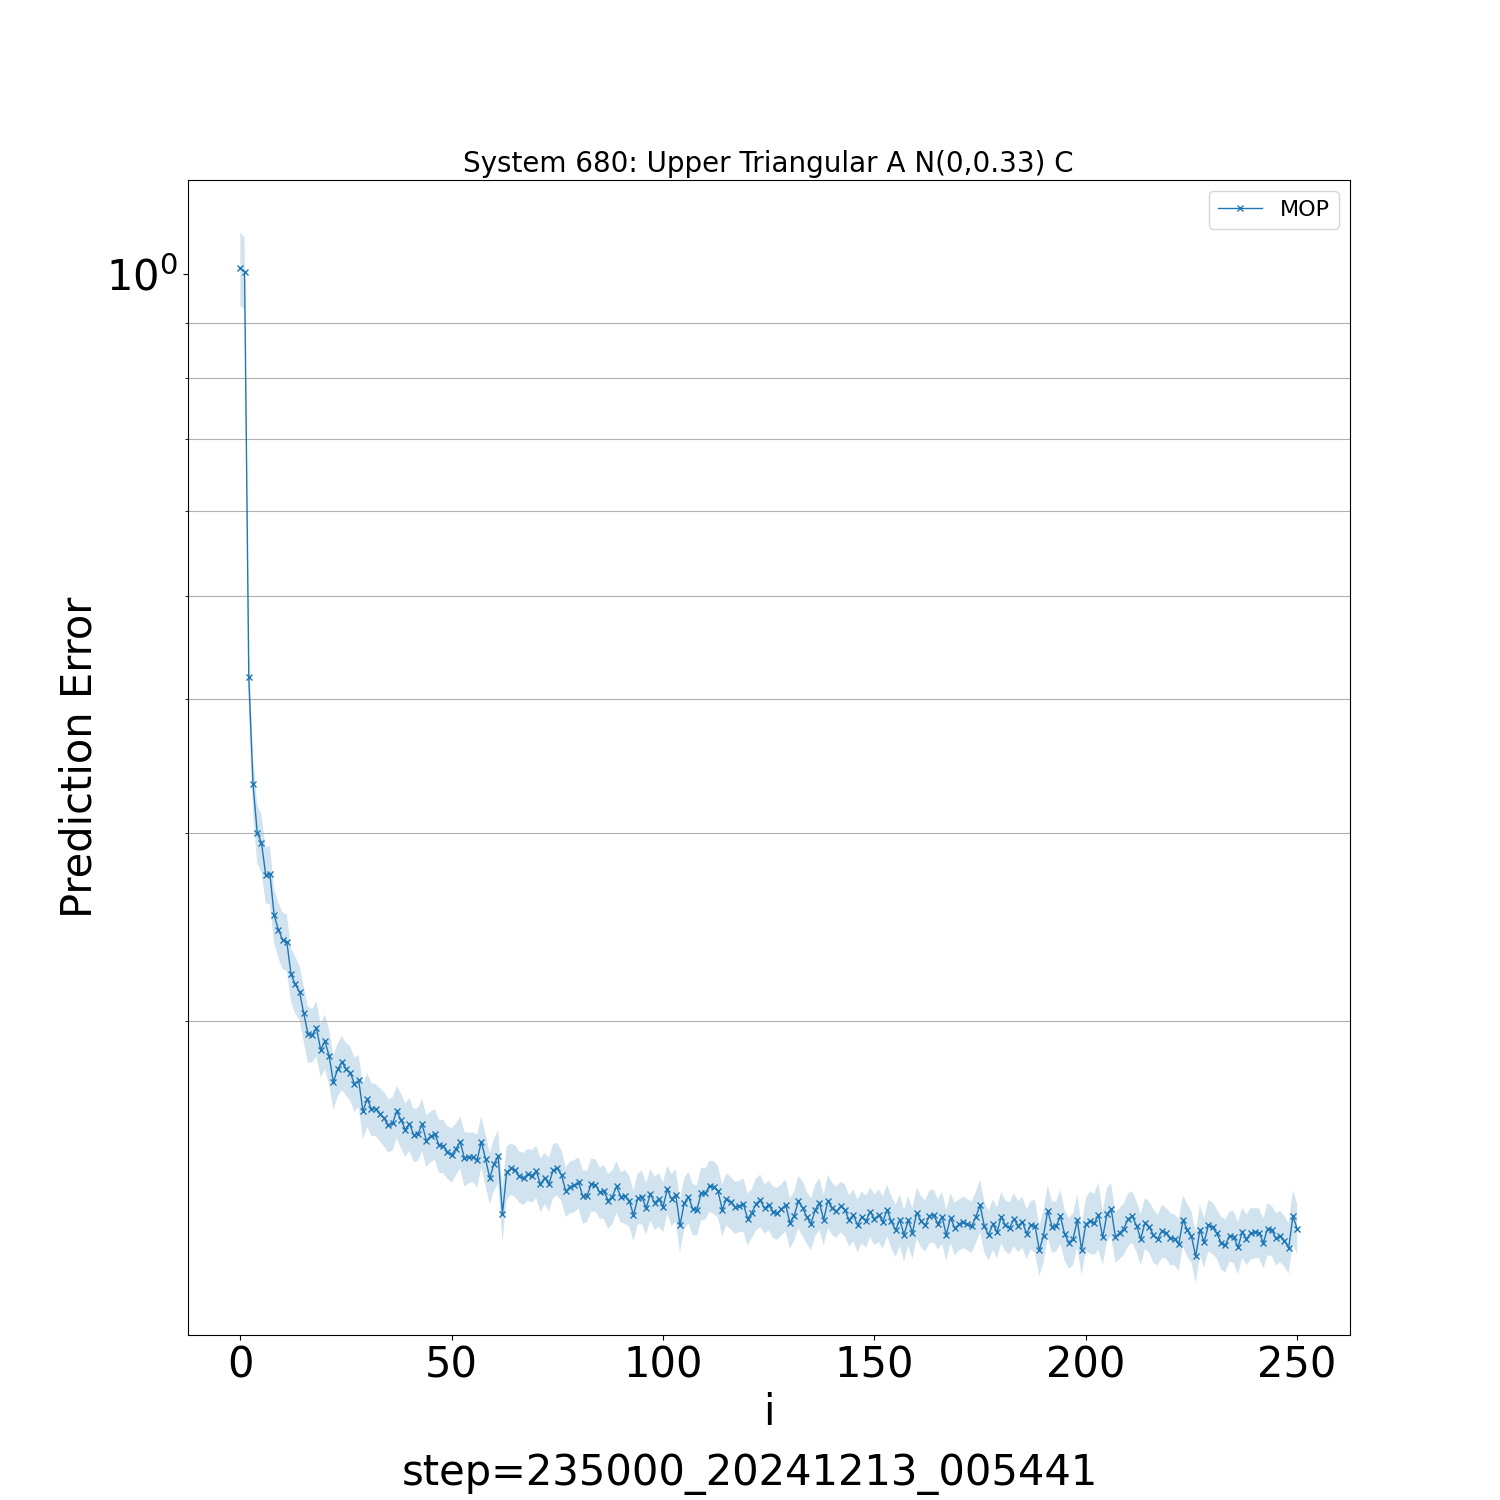 System 680: Upper Triangular A N(0,0.33) C
MOP
10⁰
Prediction Error
0 50 100 150 200 250
i
step=235000_20241213_005441